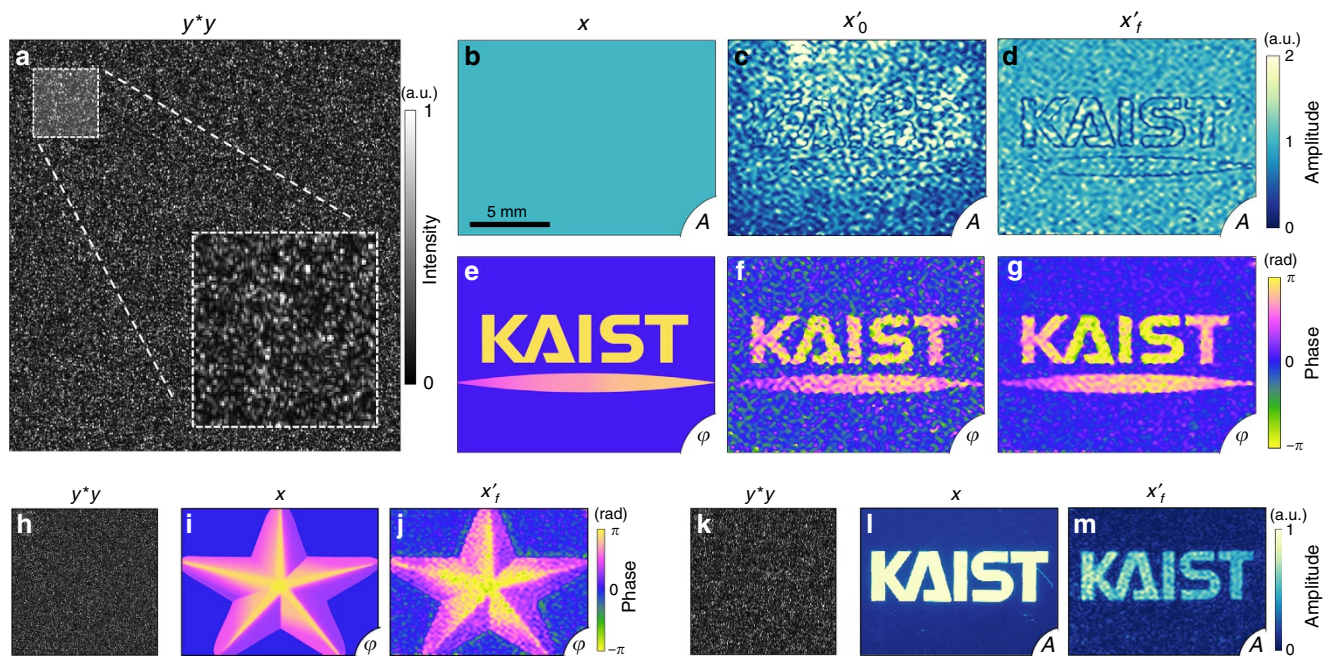 y*y x x′₀ x′f
a b c d
(a.u.) 1 Intensity 0
5 mm
A A A
KAIST KAIST
(a.u.) 2 1 0 Amplitude
e f g
KAIST KAIST KAIST
φ φ φ
(rad) π 0 −π Phase
y*y x x′f y*y x x′f
h i j k l m
φ φ
(rad) π 0 −π Phase
KAIST KAIST
A A
(a.u.) 1 0 Amplitude